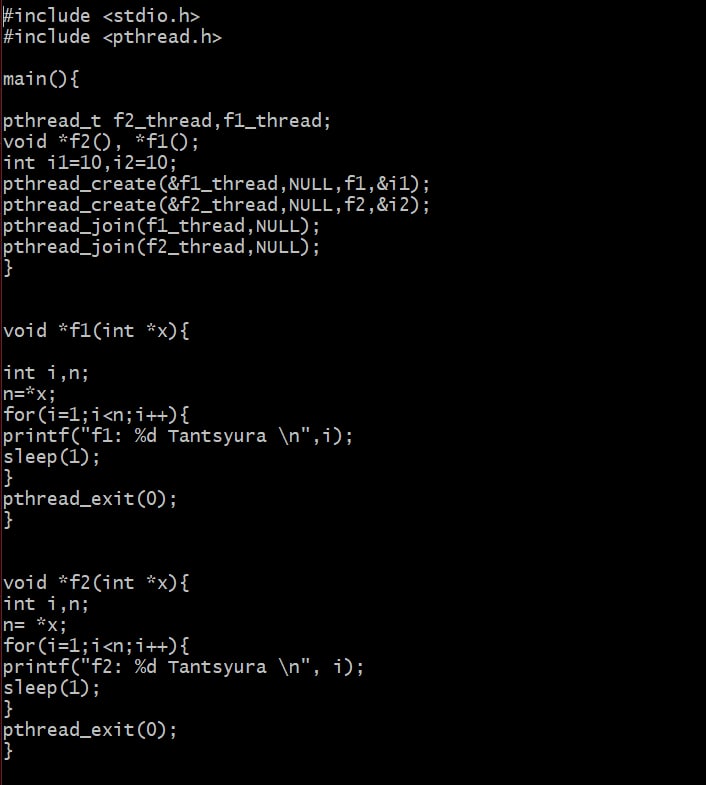 #include <stdio.h>
#include <pthread.h>
main(){
pthread_t f2_thread,f1_thread;
void *f2(), *f1();
int i1=10,i2=10;
pthread_create(&f1_thread,NULL,f1,&i1);
pthread_create(&f2_thread,NULL,f2,&i2);
pthread_join(f1_thread,NULL);
pthread_join(f2_thread,NULL);
}
void *f1(int *x){
int i,n;
n=*x;
for(i=1;i<n;i++){
printf("f1: %d Tantsyura \n",i);
sleep(1);
}
pthread_exit(0);
}
void *f2(int *x){
int i,n;
n= *x;
for(i=1;i<n;i++){
printf("f2: %d Tantsyura \n", i);
sleep(1);
}
pthread_exit(0);
}